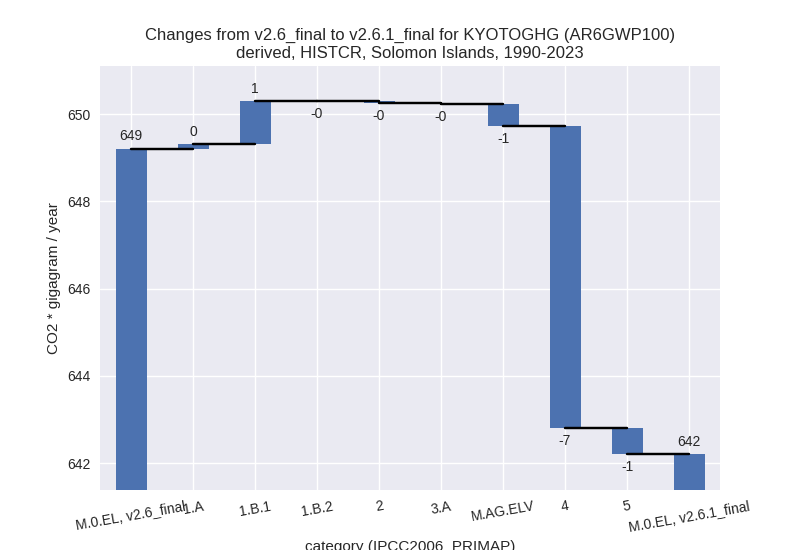 Changes from v2.6_final to v2.6.1_final for KYOTOGHG (AR6GWP100)
derived, HISTCR, Solomon Islands, 1990-2023
CO2 * gigagram / year
650
648
646
644
642
649
0
1
-0
-0
-0
-1
-7
-1
642
M.0.EL, v2.6_final
1.A
1.B.1
1.B.2
2
3.A
M.AG.ELV
4
5
M.0.EL, v2.6.1_final
category (IPCC2006_PRIMAP)